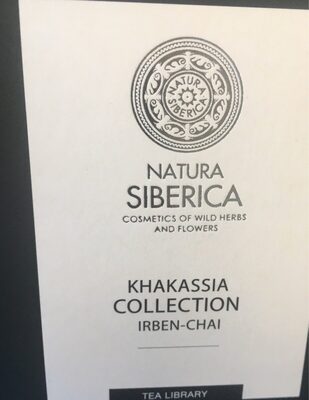 NATURA
SIBERICA
NATURA
SIBERICA
COSMETICS OF WILD HERBS
AND FLOWERS
KHAKASSIA
COLLECTION
IRBEN-CHAI
TEA LIBRARY